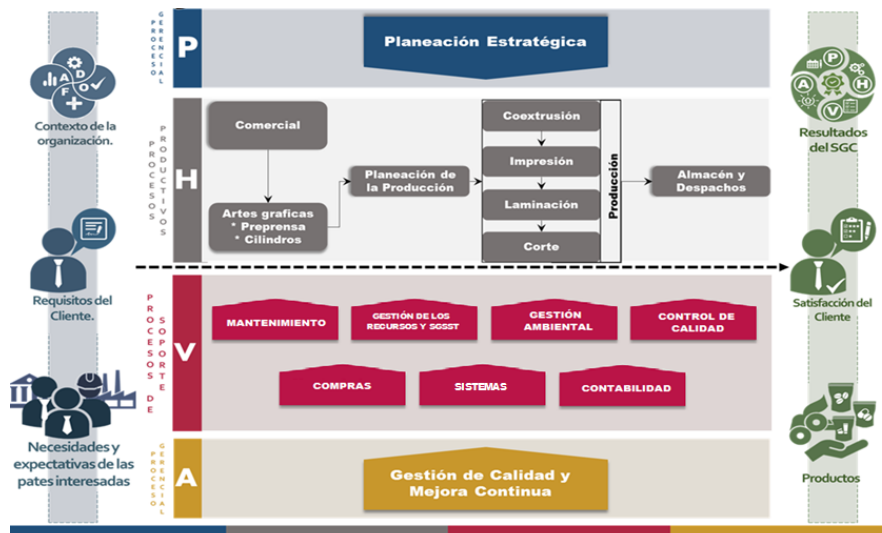 A
D
F
O
Contexto de la
organización.
Requisitos del
Cliente.
Necesidades y
expectativas de las
pates interesadas
PROCESO
GERENCIAL
P
Planeación Estratégica
PROCESOS
PRODUCTIVOS
H
Comercial
Artes graficas
* Preprensa
* Cilindros
Planeación de
la Producción
Coextrusión
Impresión
Laminación
Corte
Producción
Almacén y
Despachos
PROCESOS DE
SOPORTE
V
MANTENIMIENTO
GESTIÓN DE LOS
RECURSOS Y SGSST
GESTIÓN
AMBIENTAL
CONTROL DE
CALIDAD
COMPRAS
SISTEMAS
CONTABILIDAD
PROCESO
GERENCIAL
A
Gestión de Calidad y
Mejora Continua
P
A
H
V
Resultados
del SGC
Satisfacción del
Cliente
Productos